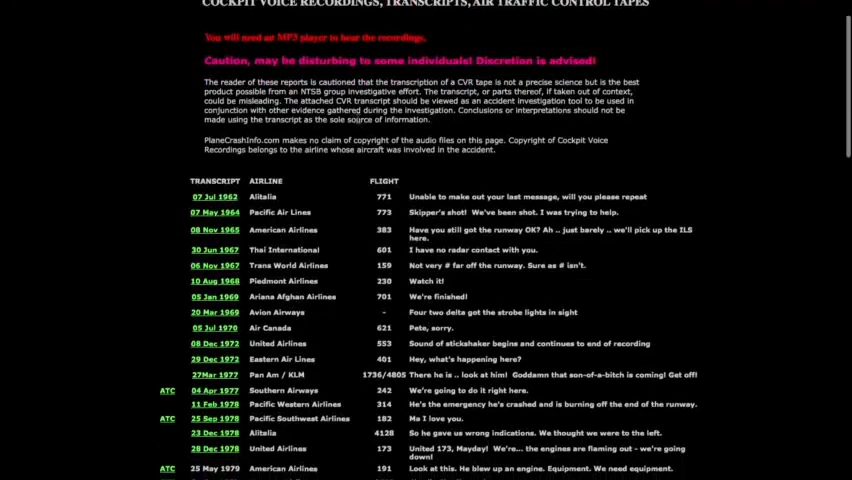 COCKPIT VOICE RECORDINGS, TRANSCRIPTS, AIR TRAFFIC CONTROL TAPES
You will need an MP3 player to hear the recordings.
Caution, may be disturbing to some individuals! Discretion is advised!
The reader of these reports is cautioned that the transcription of a CVR tape is not a precise science but is the best
product possible from an NTSB group investigative effort. The transcript, or parts thereof, if taken out of context,
could be misleading. The attached CVR transcript should be viewed as an accident investigation tool to be used in
conjunction with other evidence gathered during the investigation. Conclusions or interpretations should not be
made using the transcript as the sole source of information.
PlaneCrashInfo.com makes no claim of copyright of the audio files on this page. Copyright of Cockpit Voice
Recordings belongs to the airline whose aircraft was involved in the accident.
TRANSCRIPT AIRLINE FLIGHT
07 Jul 1962 Alitalia 771 Unable to make out your last message, will you please repeat
07 May 1964 Pacific Air Lines 773 Skipper's shot! We've been shot. I was trying to help.
08 Nov 1965 American Airlines 383 Have you still got the runway OK? Ah .. just barely .. we'll pick up the ILS
here.
30 Jun 1967 Thai International 601 I have no radar contact with you.
06 Nov 1967 Trans World Airlines 159 Not very # far off the runway. Sure as # isn't.
10 Aug 1968 Piedmont Airlines 230 Watch it!
05 Jan 1969 Ariana Afghan Airlines 701 We're finished!
20 Mar 1969 Avion Airways - Four two delta got the strobe lights in sight
05 Jul 1970 Air Canada 621 Pete, sorry.
08 Dec 1972 United Airlines 553 Sound of stickshaker begins and continues to end of recording
29 Dec 1972 Eastern Air Lines 401 Hey, what's happening here?
27Mar 1977 Pan Am / KLM 1736/4805 There he is .. look at him! Goddamn that son-of-a-bitch is coming! Get off!
ATC 04 Apr 1977 Southern Airways 242 We're going to do it right here.
11 Feb 1978 Pacific Western Airlines 314 He's the emergency he's crashed and is burning off the end of the runway.
ATC 25 Sep 1978 Pacific Southwest Airlines 182 Ma I love you.
23 Dec 1978 Alitalia 4128 So he gave us wrong indications. We thought we were to the left.
28 Dec 1978 United Airlines 173 United 173, Mayday! We're... the engines are flaming out - we're going
down!
ATC 25 May 1979 American Airlines 191 Look at this. He blew up an engine. Equipment. We need equipment.